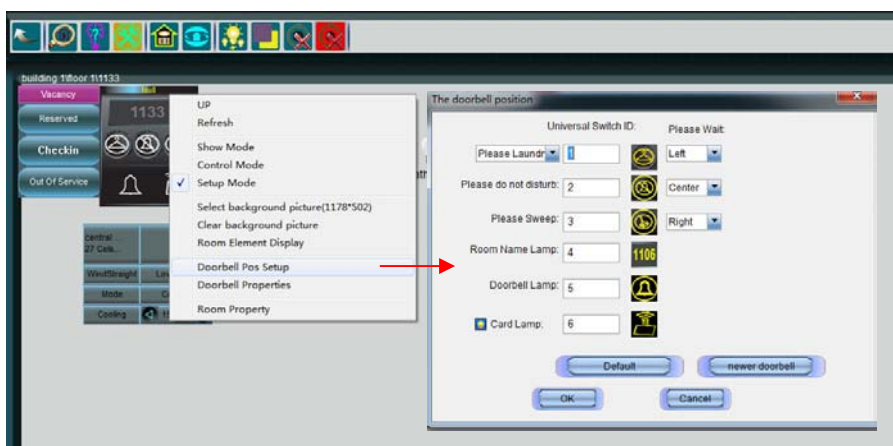 building 1\floor 1\1133
Vacancy
Reserved
Checkin
Out Of Service
1133
central ...
27 Cels...
WindStraight
Mode
Cooling
UP
Refresh
Show Mode
Control Mode
✓ Setup Mode
Select background picture(1178*502)
Clear background picture
Room Element Display
Doorbell Pos Setup
Doorbell Properties
Room Property
The doorbell position
Universal Switch ID:
Please Wait:
Please Laundr
1
Left
Please do not disturb:
2
Center
Please Sweep:
3
Right
Room Name Lamp:
4
1106
Doorbell Lamp:
5
Card Lamp:
6
Default
newer doorbell
OK
Cancel